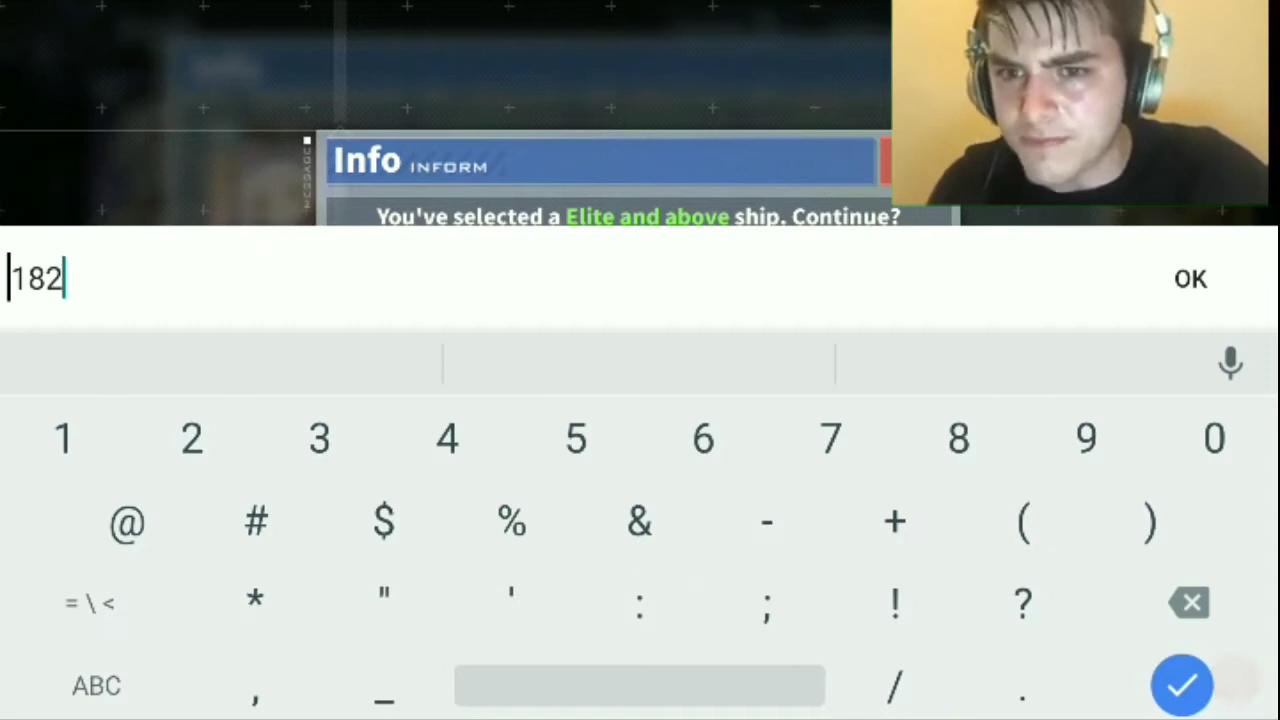 Info INFORM
You've selected a Elite and above ship. Continue?
182
OK
1 2 3 4 5 6 7 8 9 0
@ # $ % & - + ( )
= \ < * " ' : ; ! ?
ABC , _ / .